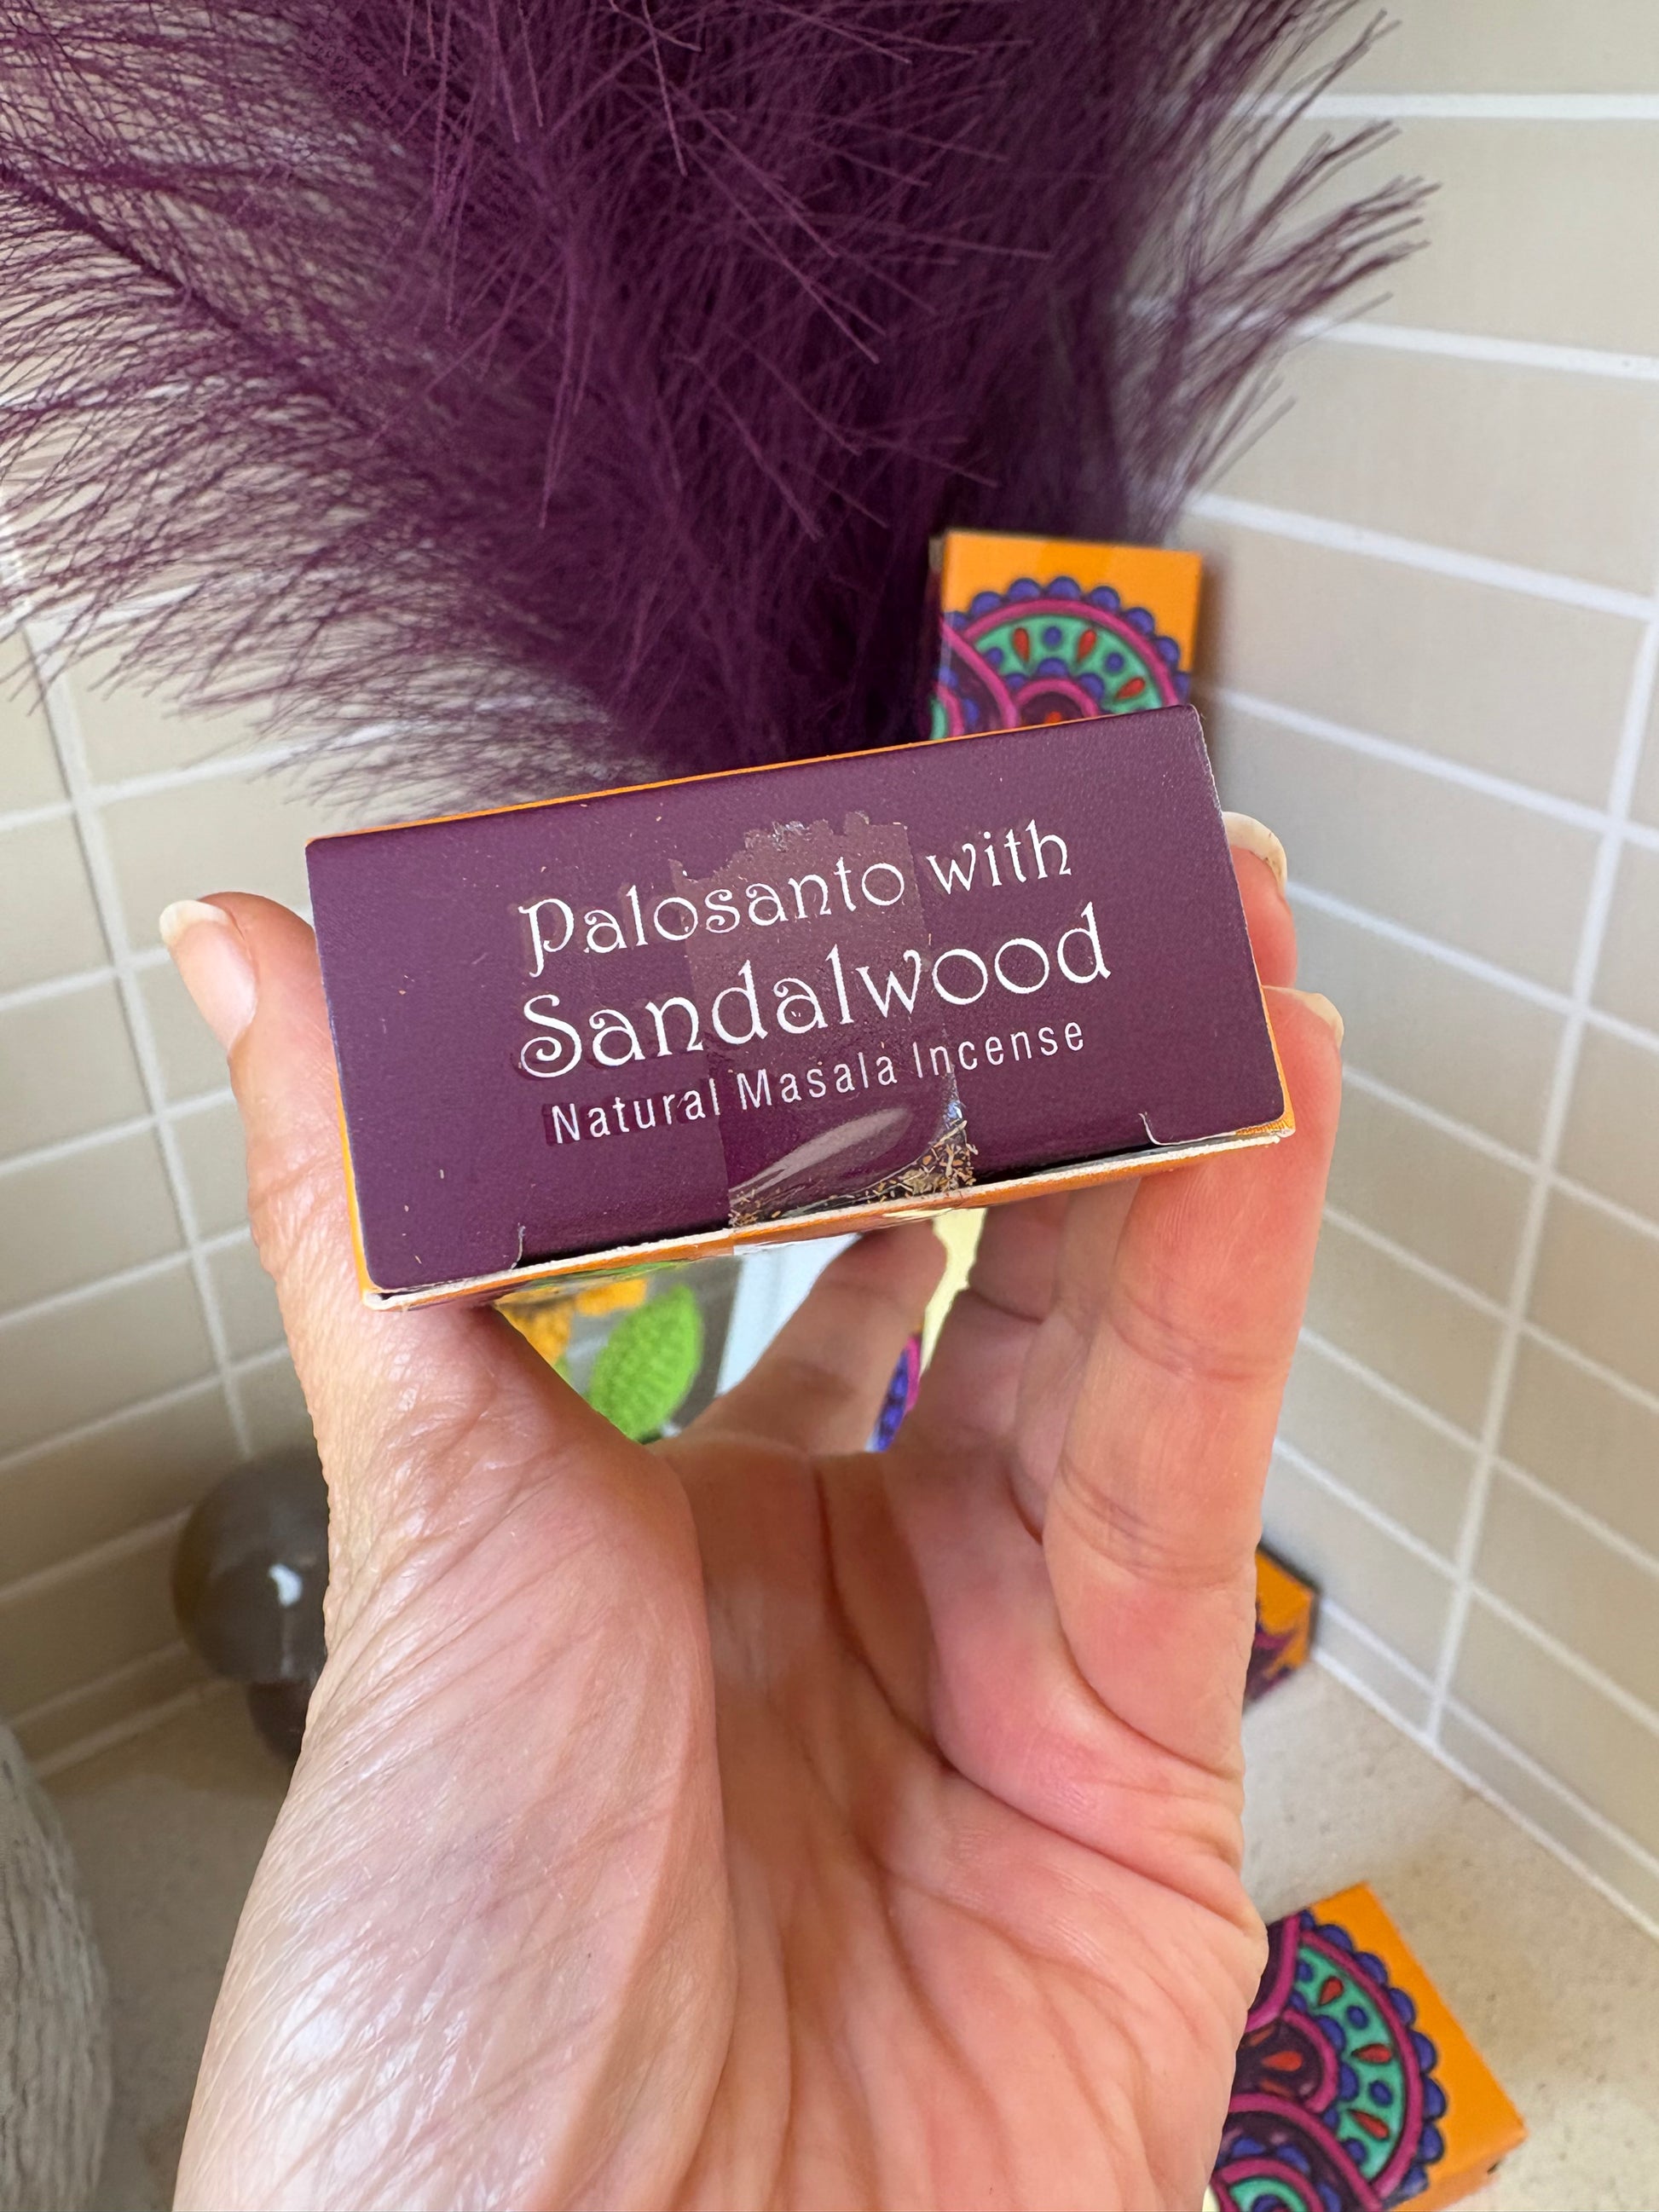 Palosanto with
Sandalwood
Natural Masala Incense